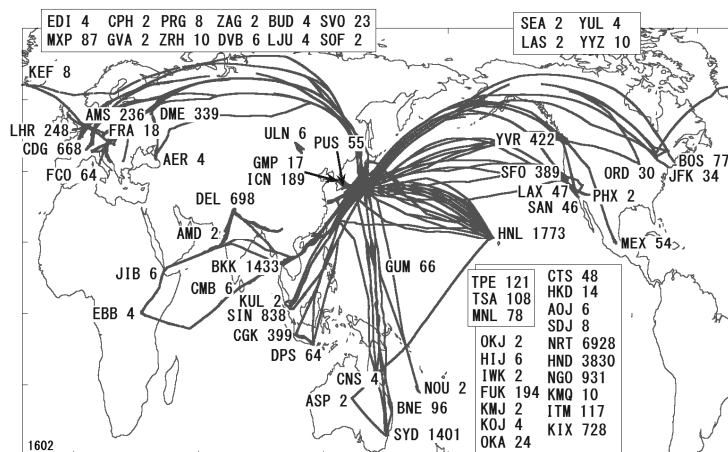 EDI 4 CPH 2 PRG 8 ZAG 2 BUD 4 SVO 23
MXP 87 GVA 2 ZRH 10 DVB 6 LJU 4 SOF 2
SEA 2 YUL 4
LAS 2 YYZ 10
KEF 8
AMS 236
DME 339
LHR 248
FRA 18
CDG 668
FCO 64
AER 4
ULN 6
PUS 55
GMP 17
ICN 189
YVR 422
SFO 389
LAX 47
SAN 46
PHX 2
ORD 30
BOS 77
JFK 34
MEX 54
HNL 1773
DEL 698
AMD 2
JIB 6
BKK 1433
CMB 6
EBB 4
KUL 2
SIN 838
CGK 399
DPS 64
GUM 66
CNS 4
NOU 2
ASP 2
BNE 96
SYD 1401
TPE 121
TSA 108
MNL 78
OKJ 2
HIJ 6
IWK 2
FUK 194
KMJ 2
KOJ 4
OKA 24
CTS 48
HKD 14
AOJ 6
SDJ 8
NRT 6928
HND 3830
NGO 931
KMQ 10
ITM 117
KIX 728
1602